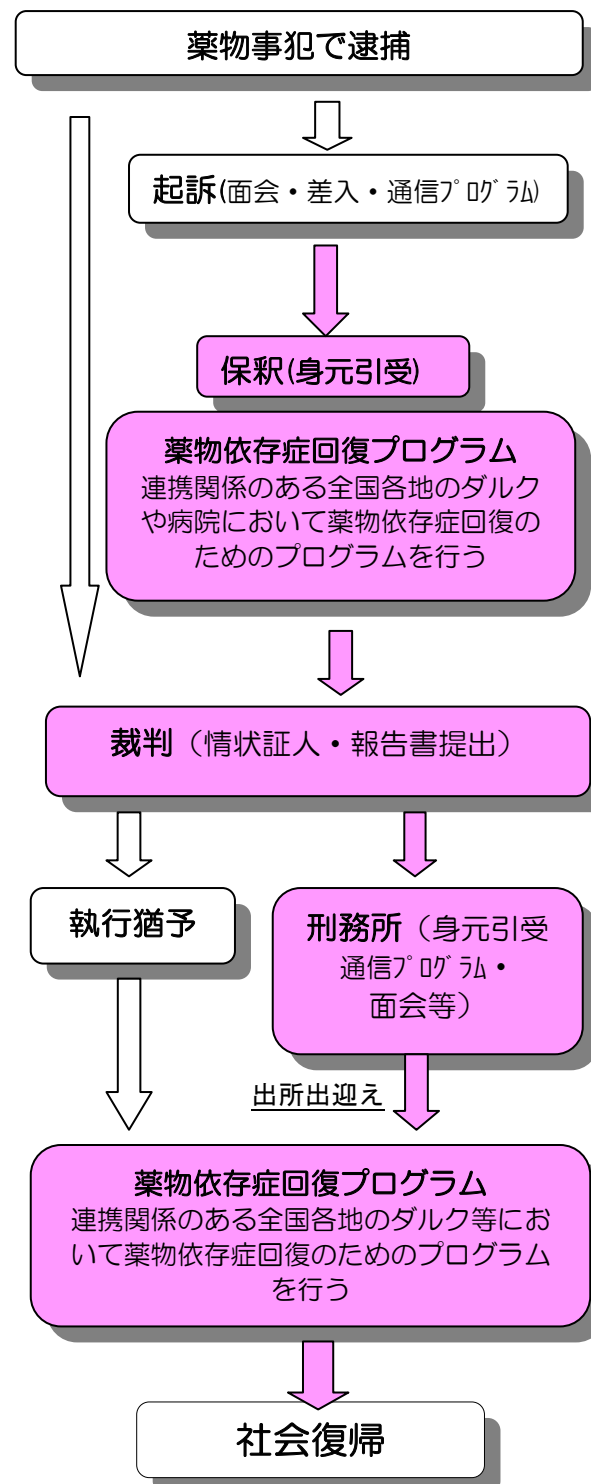 薬物事犯で逮捕
起訴(面会・差入・通信ﾌﾟﾛｸﾞﾗﾑ)
保釈(身元引受)
薬物依存症回復プログラム
連携関係のある全国各地のダルク
や病院において薬物依存症回復の
ためのプログラムを行う
裁判（情状証人・報告書提出）
執行猶予
刑務所（身元引受
通信ﾌﾟﾛｸﾞﾗﾑ・
面会等）
出所出迎え
薬物依存症回復プログラム
連携関係のある全国各地のダルク等にお
いて薬物依存症回復のためのプログラム
を行う
社会復帰